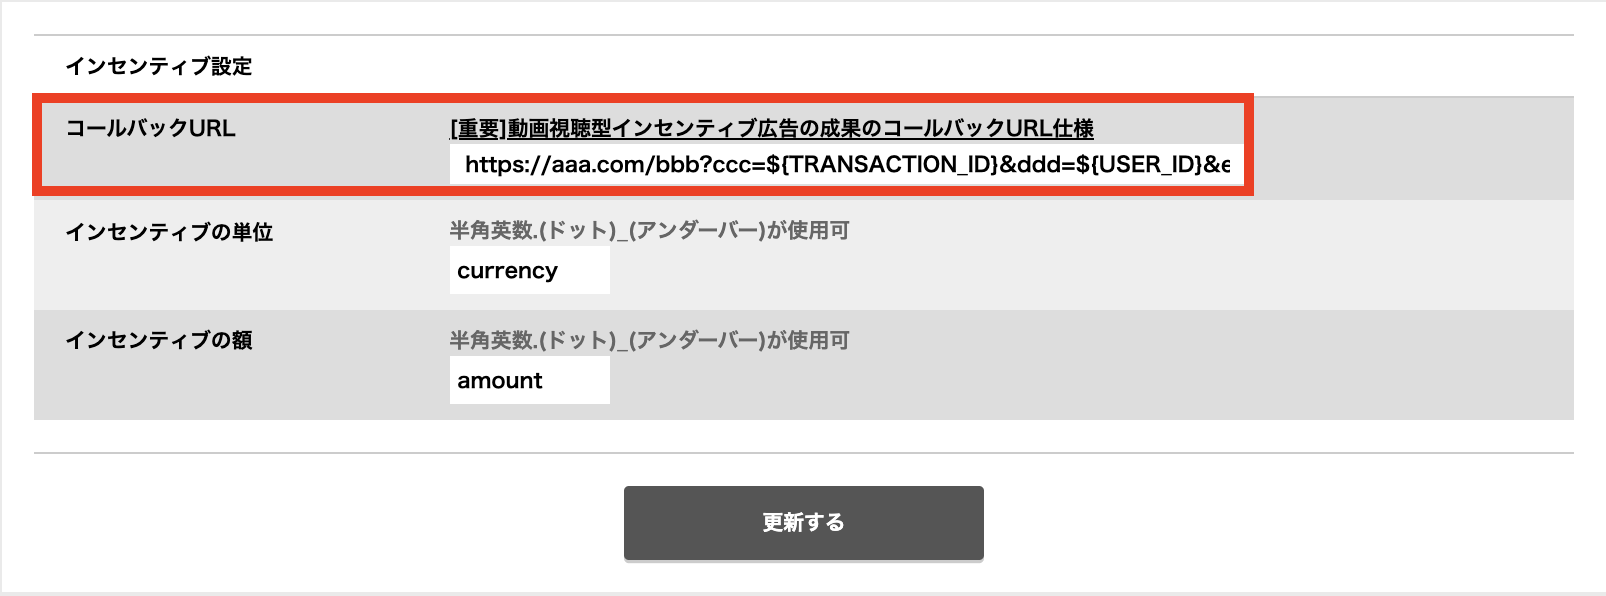 インセンティブ設定
コールバックURL
[重要]動画視聴型インセンティブ広告の成果のコールバックURL仕様
https://aaa.com/bbb?ccc=${TRANSACTION_ID}&ddd=${USER_ID}&e
インセンティブの単位
半角英数.(ドット)_(アンダーバー)が使用可
currency
インセンティブの額
半角英数.(ドット)_(アンダーバー)が使用可
amount
更新する